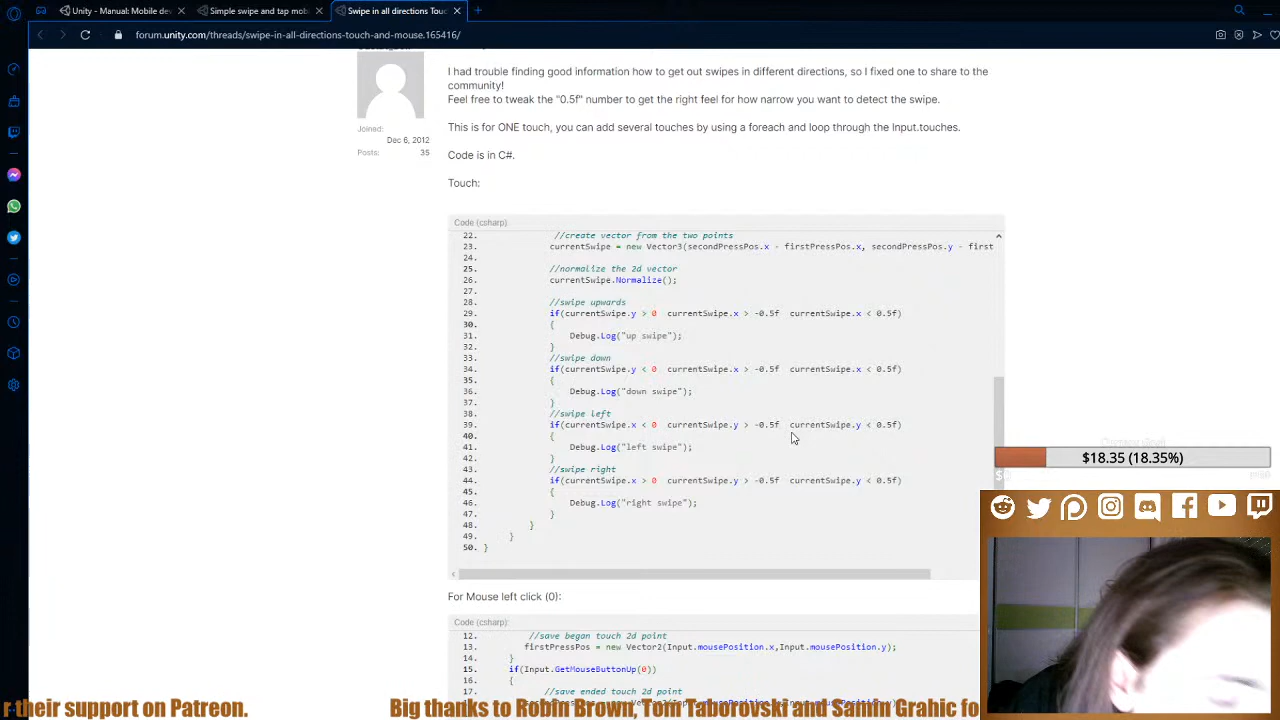 Unity - Manual: Mobile de
Simple swipe and tap mob
Swipe in all directions Touc
forum.unity.com/threads/swipe-in-all-directions-touch-and-mouse.165416/
I had trouble finding good information how to get out swipes in different directions, so I fixed one to share to the
community!
Feel free to tweak the "0.5f" number to get the right feel for how narrow you want to detect the swipe.
Joined:
Dec 6, 2012
Posts:
35
This is for ONE touch, you can add several touches by using a foreach and loop through the Input.touches.
Code is in C#.
Touch:
Code (csharp)
22. //create vector from the two points
23. currentSwipe = new Vector3(secondPressPos.x - firstPressPos.x, secondPressPos.y - first
24.
25. //normalize the 2d vector
26. currentSwipe.Normalize();
27.
28. //swipe upwards
29. if(currentSwipe.y > 0  currentSwipe.x > -0.5f  currentSwipe.x < 0.5f)
30. {
31. Debug.Log("up swipe");
32. }
33. //swipe down
34. if(currentSwipe.y < 0  currentSwipe.x > -0.5f  currentSwipe.x < 0.5f)
35. {
36. Debug.Log("down swipe");
37. }
38. //swipe left
39. if(currentSwipe.x < 0  currentSwipe.y > -0.5f  currentSwipe.y < 0.5f)
40. {
41. Debug.Log("left swipe");
42. }
43. //swipe right
44. if(currentSwipe.x > 0  currentSwipe.y > -0.5f  currentSwipe.y < 0.5f)
45. {
46. Debug.Log("right swipe");
47. }
48. }
49. }
50. }
$18.35 (18.35%)
For Mouse left click (0):
Code (csharp):
12. //save began touch 2d point
13. firstPressPos = new Vector2(Input.mousePosition.x,Input.mousePosition.y);
14. }
15. if(Input.GetMouseButtonUp(0))
16. {
17. //save ended touch 2d point
r their support on Patreon.
Big thanks to Robin Brown, Tom Taborovski and Samir Grahic fo